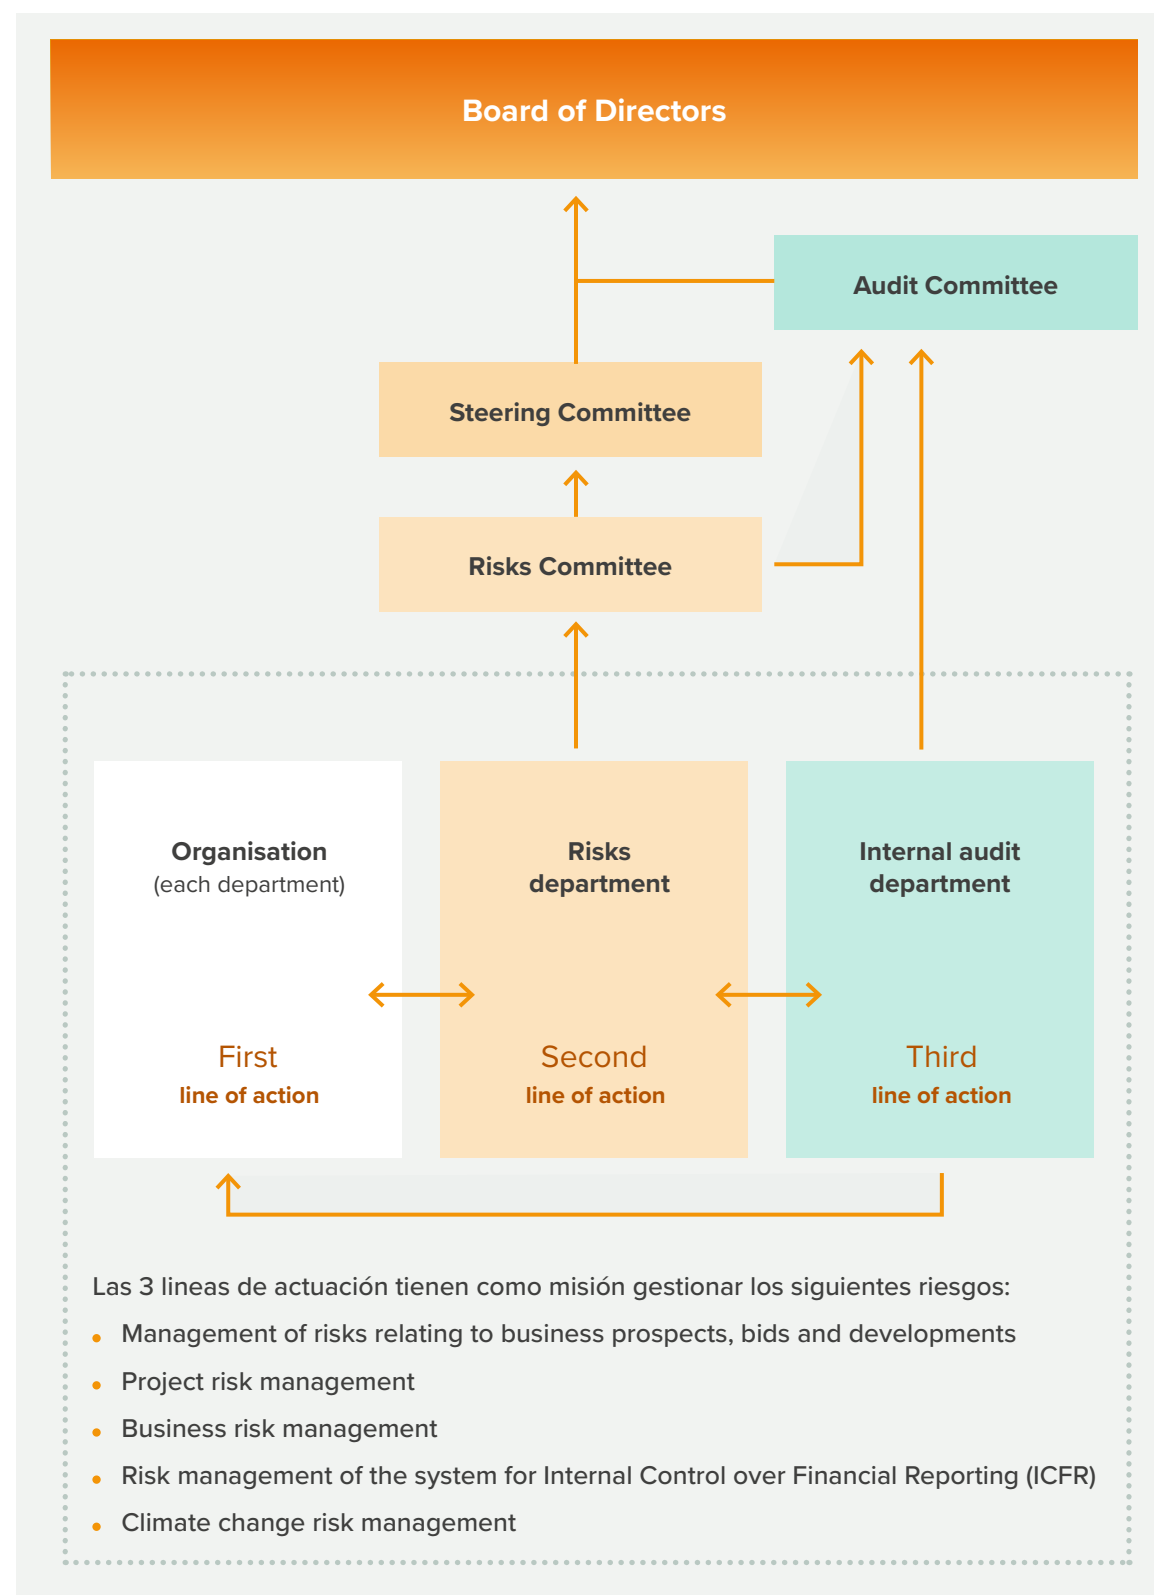 Board of Directors
Audit Committee
Steering Committee
Risks Committee
Organisation
(each department)
First
line of action
Risks
department
Second
line of action
Internal audit
department
Third
line of action
Las 3 lineas de actuación tienen como misión gestionar los siguientes riesgos:
• Management of risks relating to business prospects, bids and developments
• Project risk management
• Business risk management
• Risk management of the system for Internal Control over Financial Reporting (ICFR)
• Climate change risk management